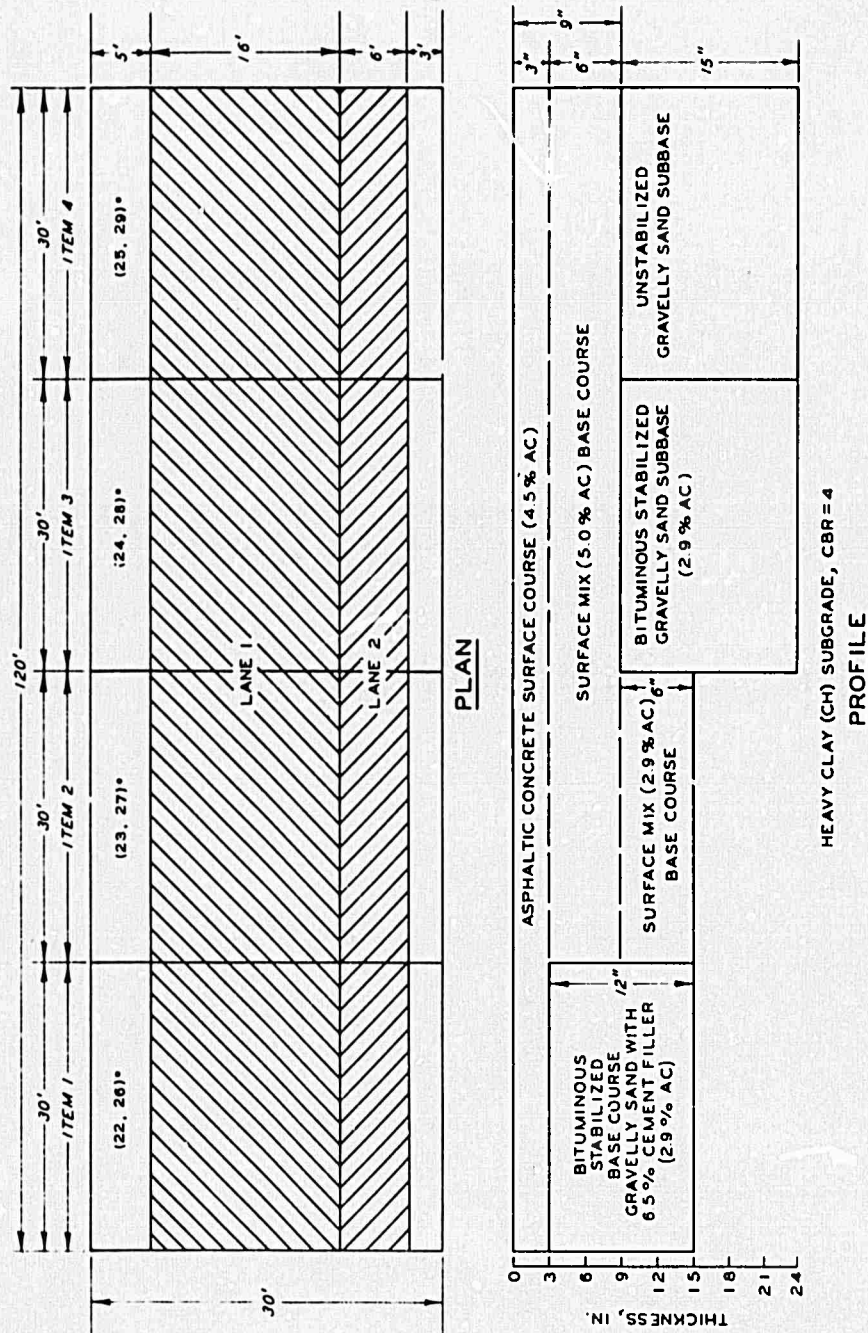 120'
30'
30'
30'
30'
ITEM 1
ITEM 2
ITEM 3
ITEM 4
(22, 26)*
(23, 27)*
(24, 28)*
(25, 29)*
5'
16'
6'
3'
30'
LANE 1
LANE 2
PLAN
3"
6"
9"
15"
ASPHALTIC CONCRETE SURFACE COURSE (4.5% AC)
SURFACE MIX (5.0% AC) BASE COURSE
BITUMINOUS
STABILIZED
BASE COURSE
GRAVELLY SAND WITH
6.5% CEMENT FILLER
(2.9% AC)
12"
SURFACE MIX (2.9% AC)
BASE COURSE
6"
BITUMINOUS STABILIZED
GRAVELLY SAND SUBBASE
(2.9% AC)
UNSTABILIZED
GRAVELLY SAND SUBBASE
0
3
6
9
12
15
18
21
24
THICKNESS, IN.
HEAVY CLAY (CH) SUBGRADE, CBR=4
PROFILE